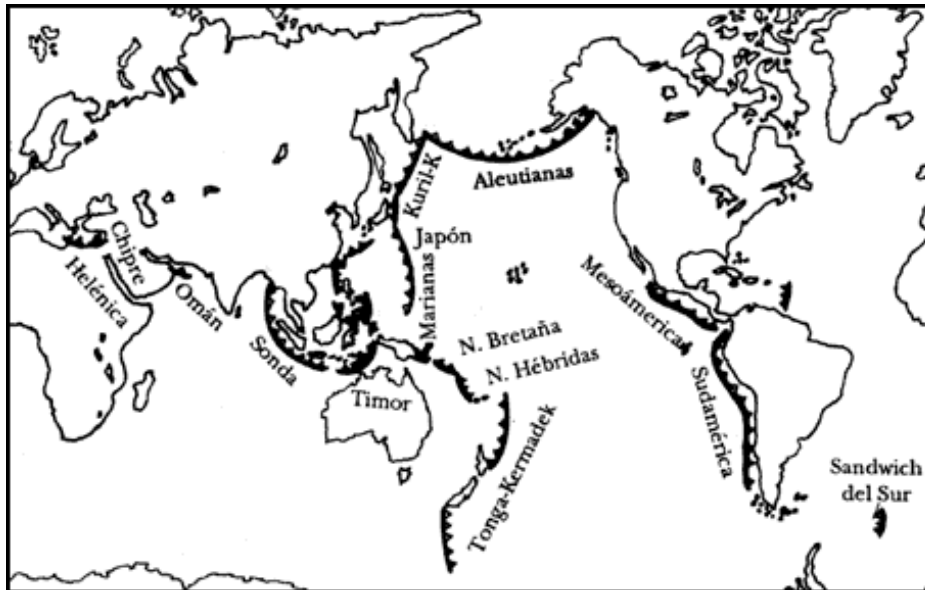 Aleutianas
Kuril-K
Japón
Marianas
Chipre
Helénica
Omán
Sonda
Timor
N. Bretaña
N. Hébridas
Tonga-Kermadek
Mesoámerica
Sudamérica
Sandwich
del Sur